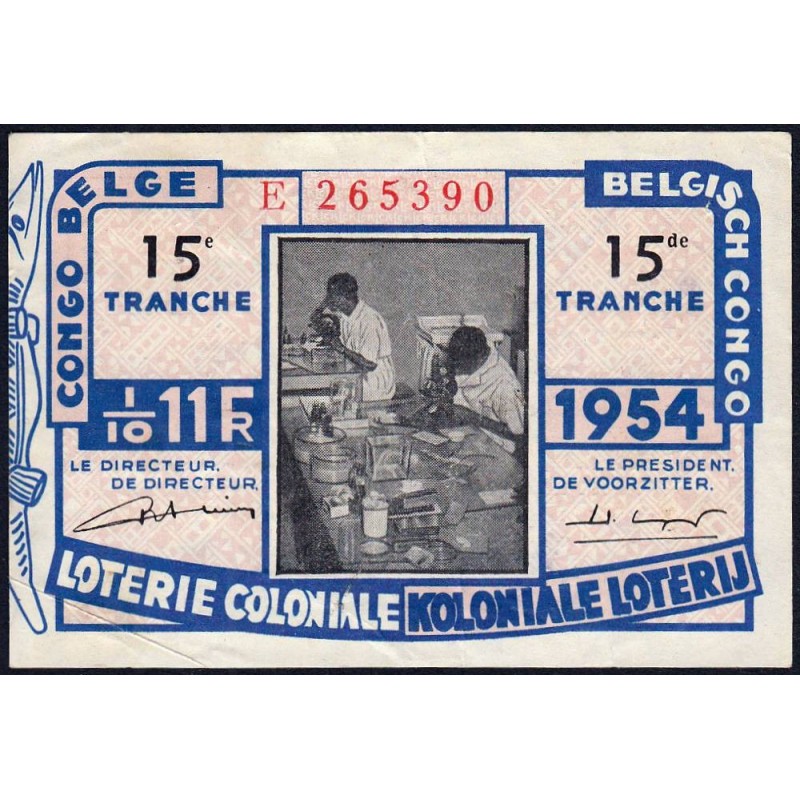 CONGO BELGE
E 265390
BELGISCH CONGO
15e
TRANCHE
15de
TRANCHE
1/10 11 FR
1954
LE DIRECTEUR.
DE DIRECTEUR.
LE PRESIDENT.
DE VOORZITTER.
LOTERIE COLONIALE KOLONIALE LOTERIJ